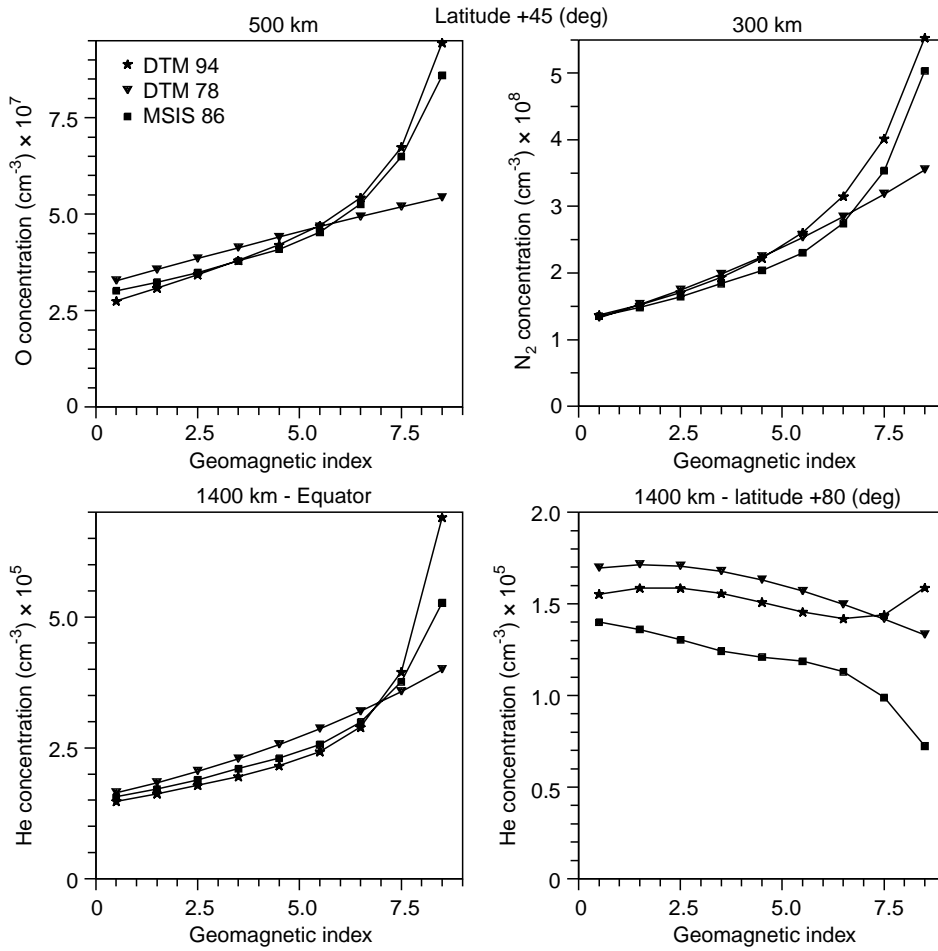 Latitude +45 (deg)
500 km
300 km
DTM 94
DTM 78
MSIS 86
O concentration (cm⁻³) × 10⁷
7.5
5.0
2.5
0
0 2.5 5.0 7.5
Geomagnetic index
N₂ concentration (cm⁻³) × 10⁸
5
4
3
2
1
0
0 2.5 5.0 7.5
Geomagnetic index
1400 km - Equator
He concentration (cm⁻³) × 10⁵
5.0
2.5
0
0 2.5 5.0 7.5
Geomagnetic index
1400 km - latitude +80 (deg)
He concentration (cm⁻³) × 10⁵
2.0
1.5
1.0
0.5
0
0 2.5 5.0 7.5
Geomagnetic index